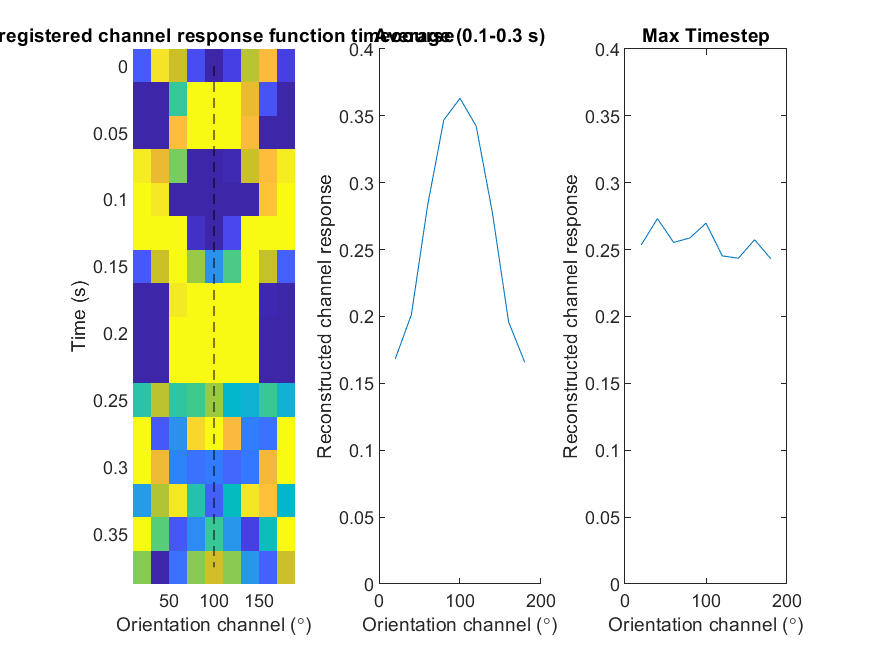 registered channel response function timecourse
Average (0.1-0.3 s)
Max Timestep
0
0.05
0.1
0.15
0.2
0.25
0.3
0.35
Time (s)
50 100 150
Orientation channel (°)
0.4
0.35
0.3
0.25
0.2
0.15
0.1
0.05
0
Reconstructed channel response
0 100 200
Orientation channel (°)
0.4
0.35
0.3
0.25
0.2
0.15
0.1
0.05
0
Reconstructed channel response
0 100 200
Orientation channel (°)